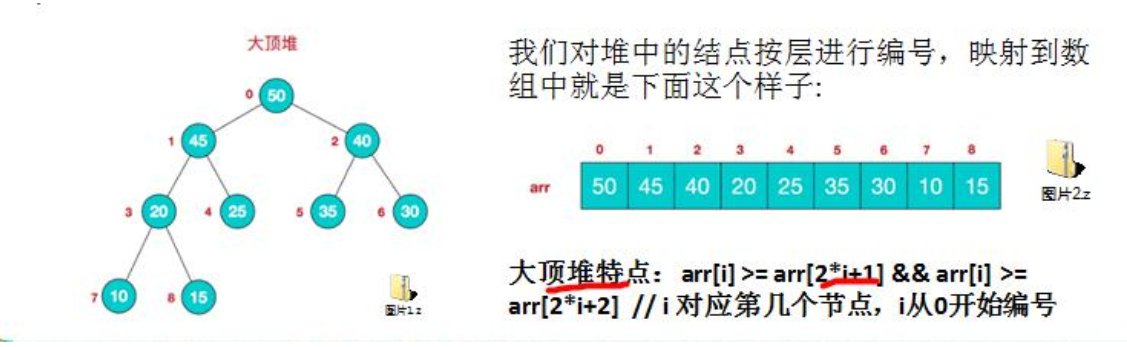 大顶堆
0 50
1 45
2 40
3 20
4 25
5 35
6 30
7 10
8 15
图片1.z
我们对堆中的结点按层进行编号，映射到数
组中就是下面这个样子:
0 1 2 3 4 5 6 7 8
arr 50 45 40 20 25 35 30 10 15
图片2.z
大顶堆特点：arr[i] >= arr[2*i+1] && arr[i] >=
arr[2*i+2] // i 对应第几个节点，i从0开始编号